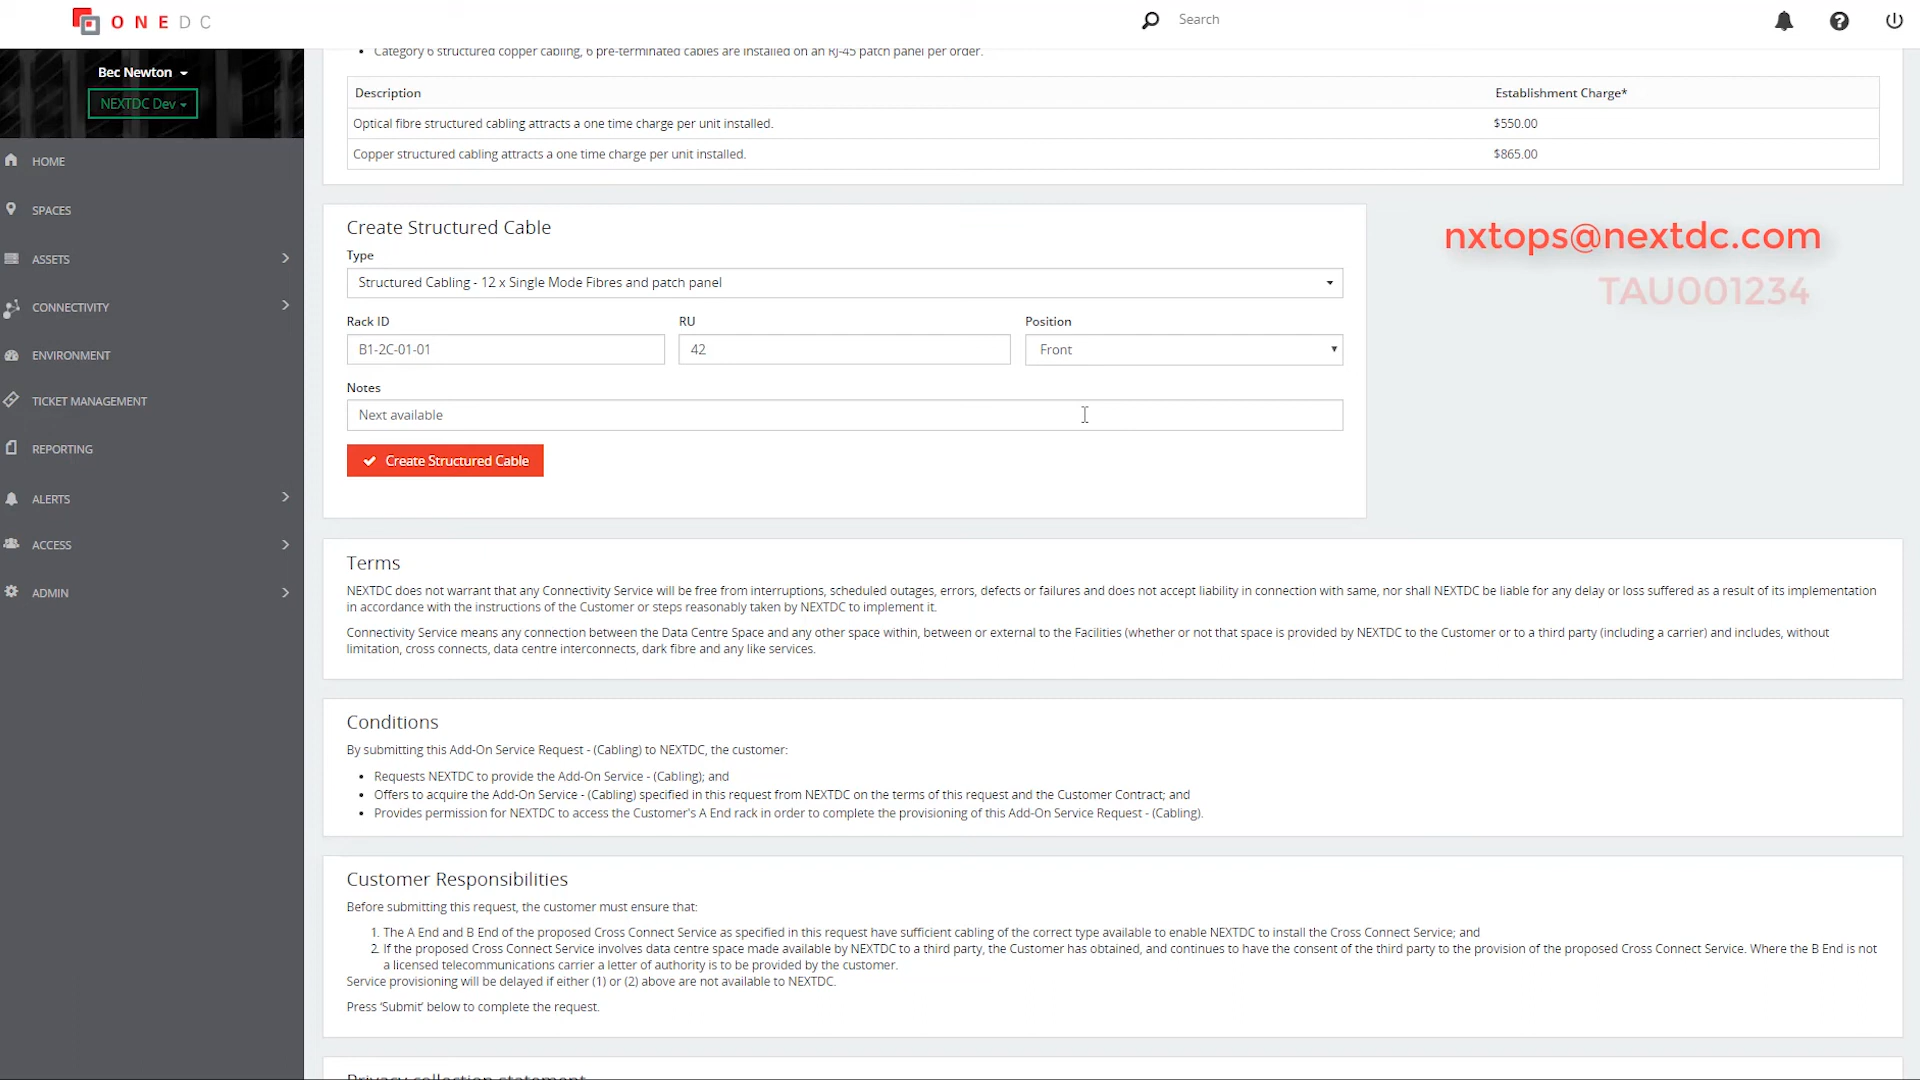 ONEDC
Search
Bec Newton
NEXTDC Dev
HOME
SPACES
ASSETS
CONNECTIVITY
ENVIRONMENT
TICKET MANAGEMENT
REPORTING
ALERTS
ACCESS
ADMIN
• Category 6 structured copper cabling, 6 pre-terminated cables are installed on an RJ-45 patch panel per order.
Description Establishment Charge*
Optical fibre structured cabling attracts a one time charge per unit installed. $550.00
Copper structured cabling attracts a one time charge per unit installed. $865.00
Create Structured Cable
Type
Structured Cabling - 12 x Single Mode Fibres and patch panel
Rack ID RU Position
B1-2C-01-01 42 Front
Notes
Next available
Create Structured Cable
nxtops@nextdc.com
TAU001234
Terms
NEXTDC does not warrant that any Connectivity Service will be free from interruptions, scheduled outages, errors, defects or failures and does not accept liability in connection with same, nor shall NEXTDC be liable for any delay or loss suffered as a result of its implementation
in accordance with the instructions of the Customer or steps reasonably taken by NEXTDC to implement it.
Connectivity Service means any connection between the Data Centre Space and any other space within, between or external to the Facilities (whether or not that space is provided by NEXTDC to the Customer or to a third party (including a carrier) and includes, without
limitation, cross connects, data centre interconnects, dark fibre and any like services.
Conditions
By submitting this Add-On Service Request - (Cabling) to NEXTDC, the customer:
• Requests NEXTDC to provide the Add-On Service - (Cabling); and
• Offers to acquire the Add-On Service - (Cabling) specified in this request from NEXTDC on the terms of this request and the Customer Contract; and
• Provides permission for NEXTDC to access the Customer's A End rack in order to complete the provisioning of this Add-On Service Request - (Cabling).
Customer Responsibilities
Before submitting this request, the customer must ensure that:
1. The A End and B End of the proposed Cross Connect Service as specified in this request have sufficient cabling of the correct type available to enable NEXTDC to install the Cross Connect Service; and
2. If the proposed Cross Connect Service involves data centre space made available by NEXTDC to a third party, the Customer has obtained, and continues to have the consent of the third party to the provision of the proposed Cross Connect Service. Where the B End is not
a licensed telecommunications carrier a letter of authority is to be provided by the customer.
Service provisioning will be delayed if either (1) or (2) above are not available to NEXTDC.
Press 'Submit' below to complete the request.
Privacy collection statement